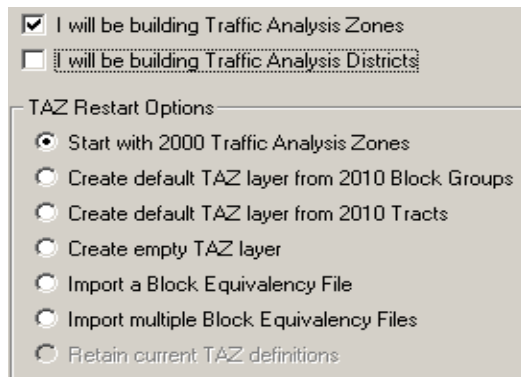 I will be building Traffic Analysis Zones
I will be building Traffic Analysis Districts
TAZ Restart Options
Start with 2000 Traffic Analysis Zones
Create default TAZ layer from 2010 Block Groups
Create default TAZ layer from 2010 Tracts
Create empty TAZ layer
Import a Block Equivalency File
Import multiple Block Equivalency Files
Retain current TAZ definitions